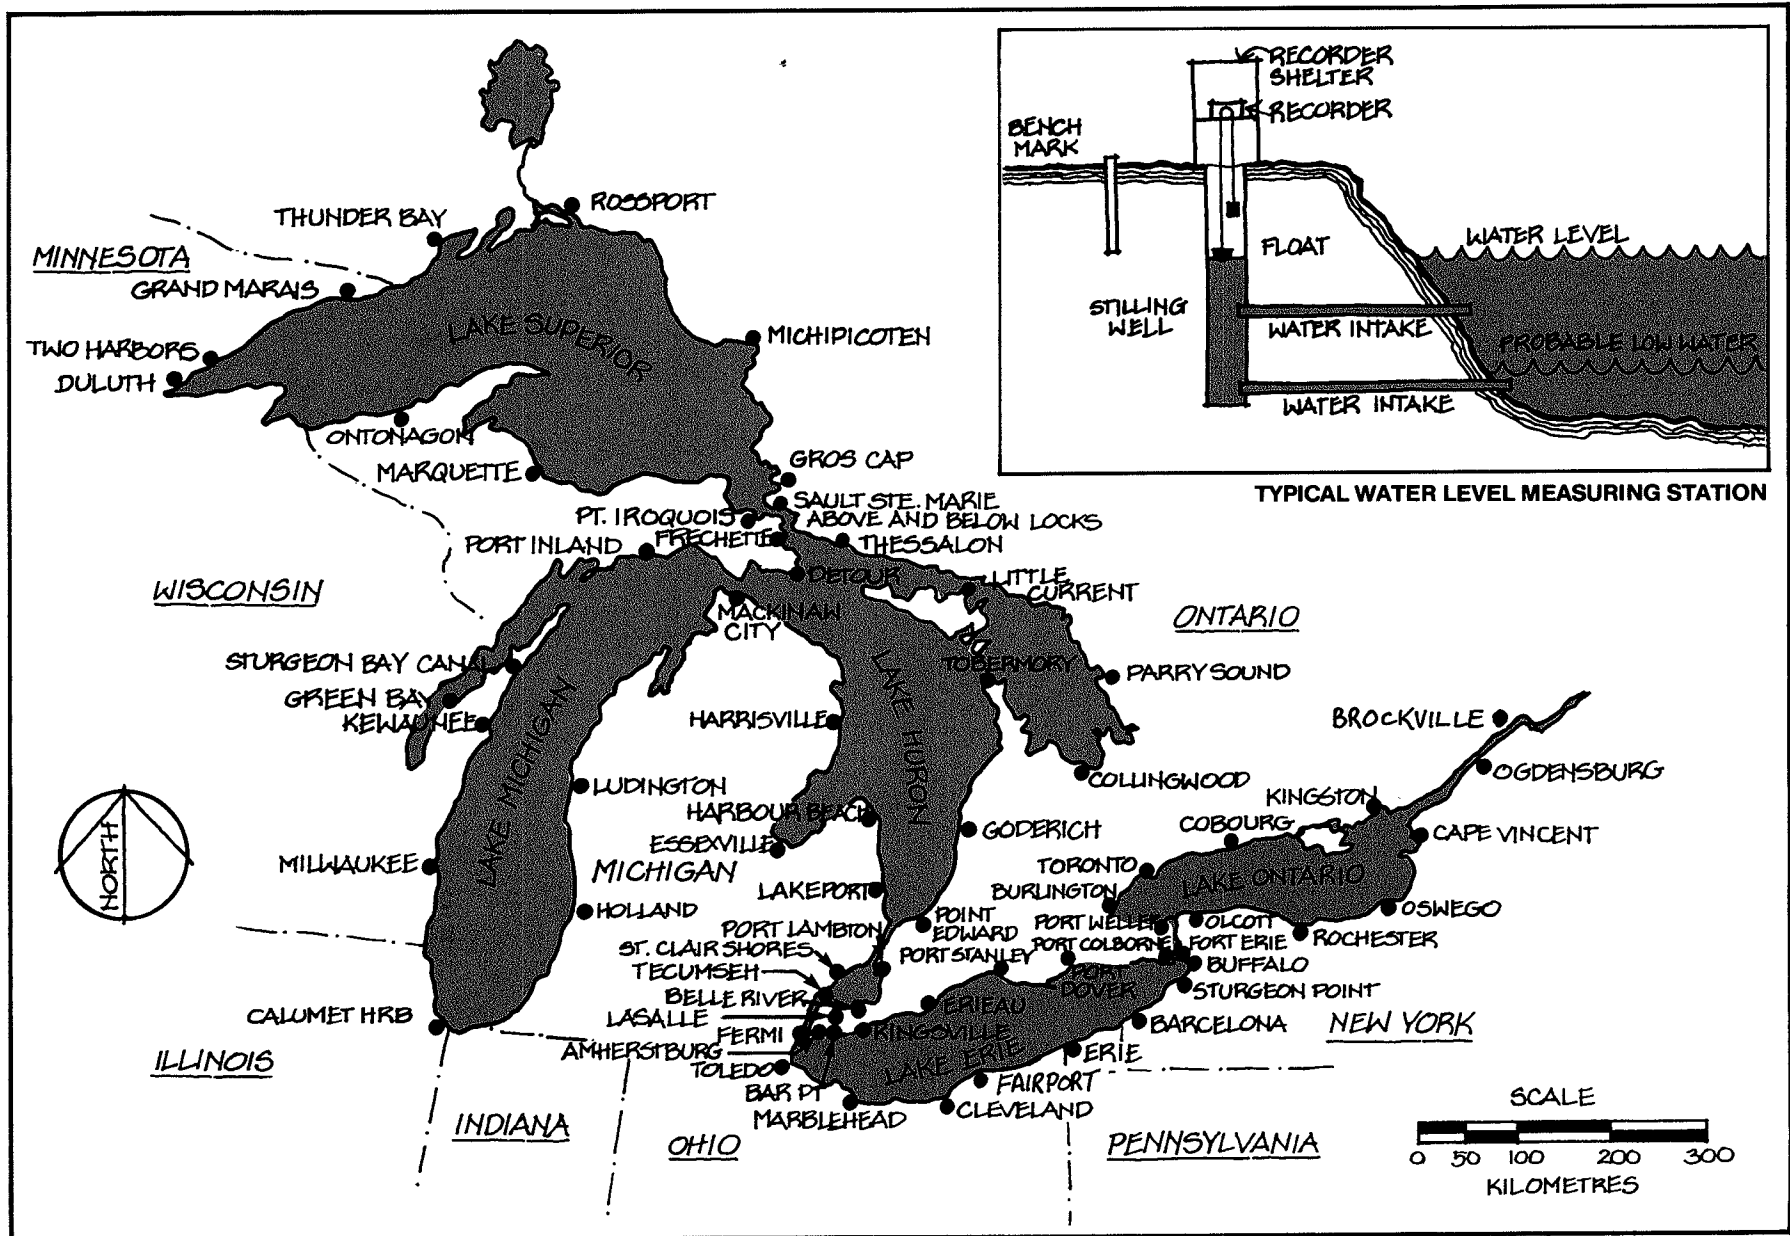 RECORDER
SHELTER
RECORDER
BENCH
MARK
WATER LEVEL
FLOAT
STILLING
WELL
WATER INTAKE
PROBABLE LOW WATER
WATER INTAKE
TYPICAL WATER LEVEL MEASURING STATION
ROSSPORT
THUNDER BAY
MINNESOTA
GRAND MARAIS
LAKE SUPERIOR
MICHIPICOTEN
TWO HARBORS
DULUTH
ONTONAGON
MARQUETTE
GROS CAP
SAULT STE. MARIE
ABOVE AND BELOW LOCKS
PT. IROQUOIS
FRECHETTE
THESSALON
PORT INLAND
DETOUR
LITTLE
CURRENT
WISCONSIN
MACKINAW
CITY
ONTARIO
STURGEON BAY CANAL
TOBERMORY
PARRY SOUND
GREEN BAY
KEWAUNEE
LAKE MICHIGAN
HARRISVILLE
LAKE HURON
BROCKVILLE
OGDENSBURG
LUDINGTON
COLLINGWOOD
KINGSTON
HARBOUR BEACH
GODERICH
COBOURG
CAPE VINCENT
ESSEXVILLE
NORTH
MILWAUKEE
MICHIGAN
TORONTO
LAKE ONTARIO
LAKEPORT
BURLINGTON
HOLLAND
POINT
EDWARD
PORT WELLER
OLCOTT
OSWEGO
PORT LAMBTON
ROCHESTER
ST. CLAIR SHORES
PORT STANLEY
PORT COLBORNE
FORT ERIE
TECUMSEH
PORT
DOVER
BUFFALO
BELLE RIVER
ERIEAU
STURGEON POINT
CALUMET HRB
LASALLE
BARCELONA
NEW YORK
FERMI
KINGSVILLE
LAKE ERIE
ILLINOIS
AMHERSTBURG
ERIE
TOLEDO
BAR PT
FAIRPORT
MARBLEHEAD
CLEVELAND
INDIANA
OHIO
PENNSYLVANIA
SCALE
0 50 100 200 300
KILOMETRES